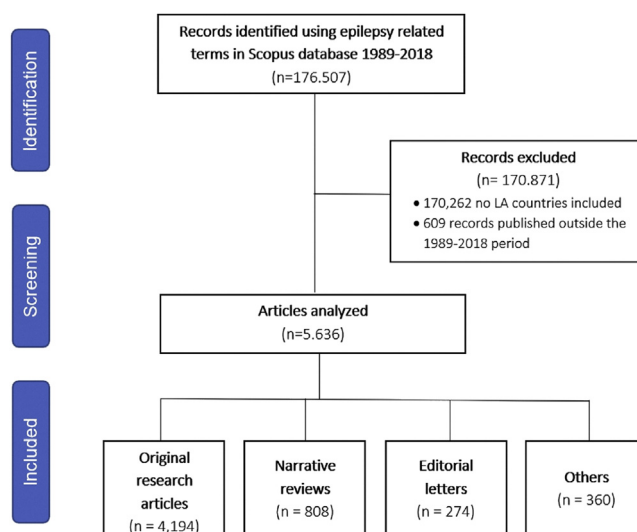 Identification
Records identified using epilepsy related
terms in Scopus database 1989-2018
(n=176.507)
Records excluded
(n= 170.871)
• 170,262 no LA countries included
• 609 records published outside the
1989-2018 period
Screening
Articles analyzed
(n=5.636)
Included
Original
research
articles
(n = 4,194)
Narrative
reviews
(n = 808)
Editorial
letters
(n = 274)
Others
(n = 360)